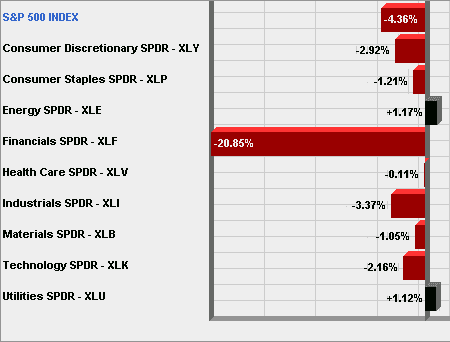 S&P 500 INDEX -4.36%
Consumer Discretionary SPDR - XLY -2.92%
Consumer Staples SPDR - XLP -1.21%
Energy SPDR - XLE +1.17%
Financials SPDR - XLF -20.85%
Health Care SPDR - XLV -0.11%
Industrials SPDR - XLI -3.37%
Materials SPDR - XLB -1.05%
Technology SPDR - XLK -2.16%
Utilities SPDR - XLU +1.12%